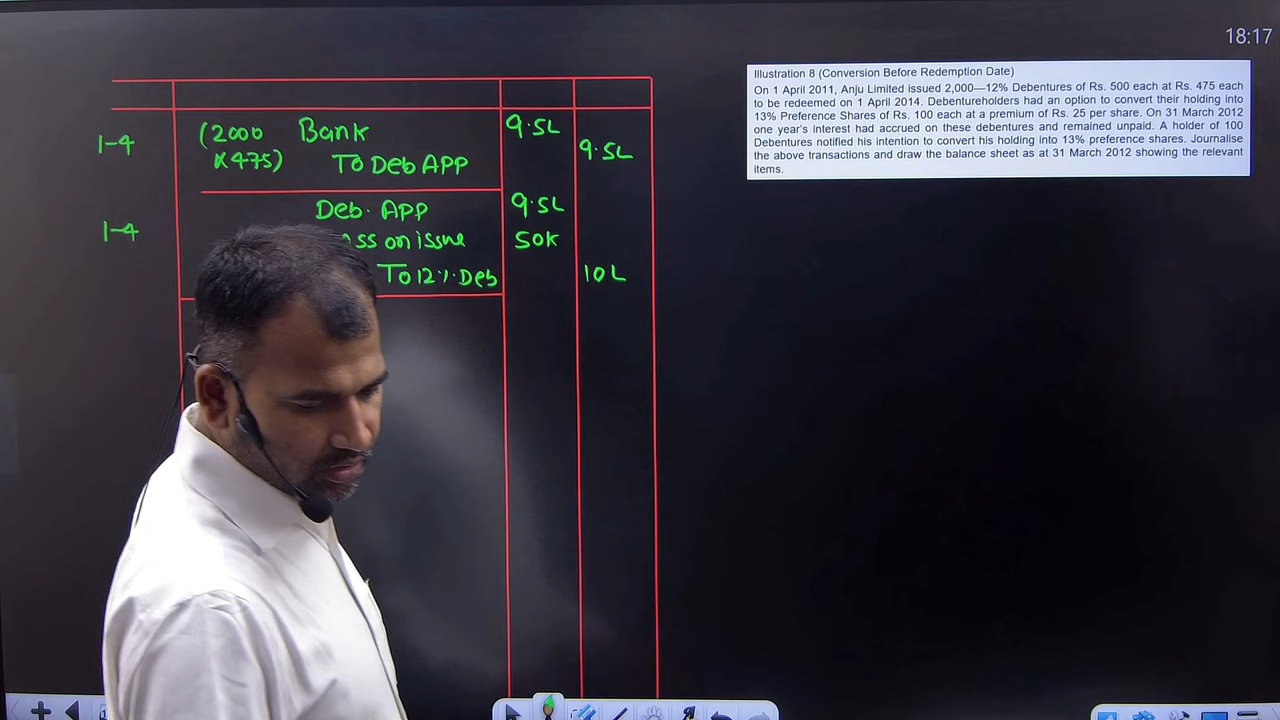 18:17
Illustration 8 (Conversion Before Redemption Date)
On 1 April 2011, Anju Limited issued 2,000—12% Debentures of Rs. 500 each at Rs. 475 each
to be redeemed on 1 April 2014. Debentureholders had an option to convert their holding into
13% Preference Shares of Rs. 100 each at a premium of Rs. 25 per share. On 31 March 2012
one year's interest had accrued on these debentures and remained unpaid. A holder of 100
Debentures notified his intention to convert his holding into 13% preference shares. Journalise
the above transactions and draw the balance sheet as at 31 March 2012 showing the relevant
items.
1-4 (2000 Bank 9.5L
x475) To Deb APP 9.5L
Deb. APP 9.5L
1-4 on issue 50K
To 12%. Deb 10L